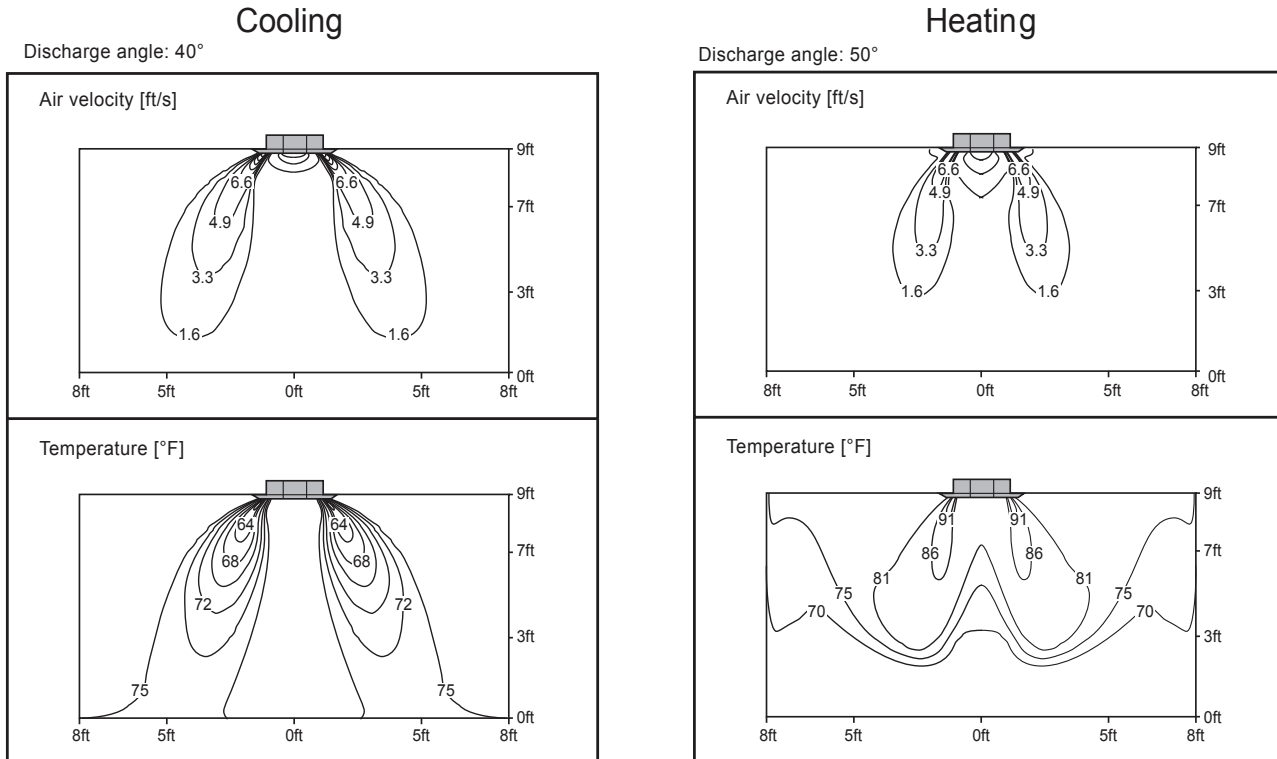 Cooling
Discharge angle: 40°
Air velocity [ft/s]
9ft
6.6 6.6
7ft
4.9 4.9
3.3 3.3
3ft
1.6 1.6
0ft
8ft 5ft 0ft 5ft 8ft
Temperature [°F]
9ft
64 64
7ft
68 68
72 72
3ft
75 75
0ft
8ft 5ft 0ft 5ft 8ft
Heating
Discharge angle: 50°
Air velocity [ft/s]
9ft
6.6 6.6
4.9 4.9
7ft
3.3 3.3
1.6 1.6
3ft
0ft
8ft 5ft 0ft 5ft 8ft
Temperature [°F]
9ft
91 91
86 86
7ft
81 81
75 75
70 70
3ft
0ft
8ft 5ft 0ft 5ft 8ft